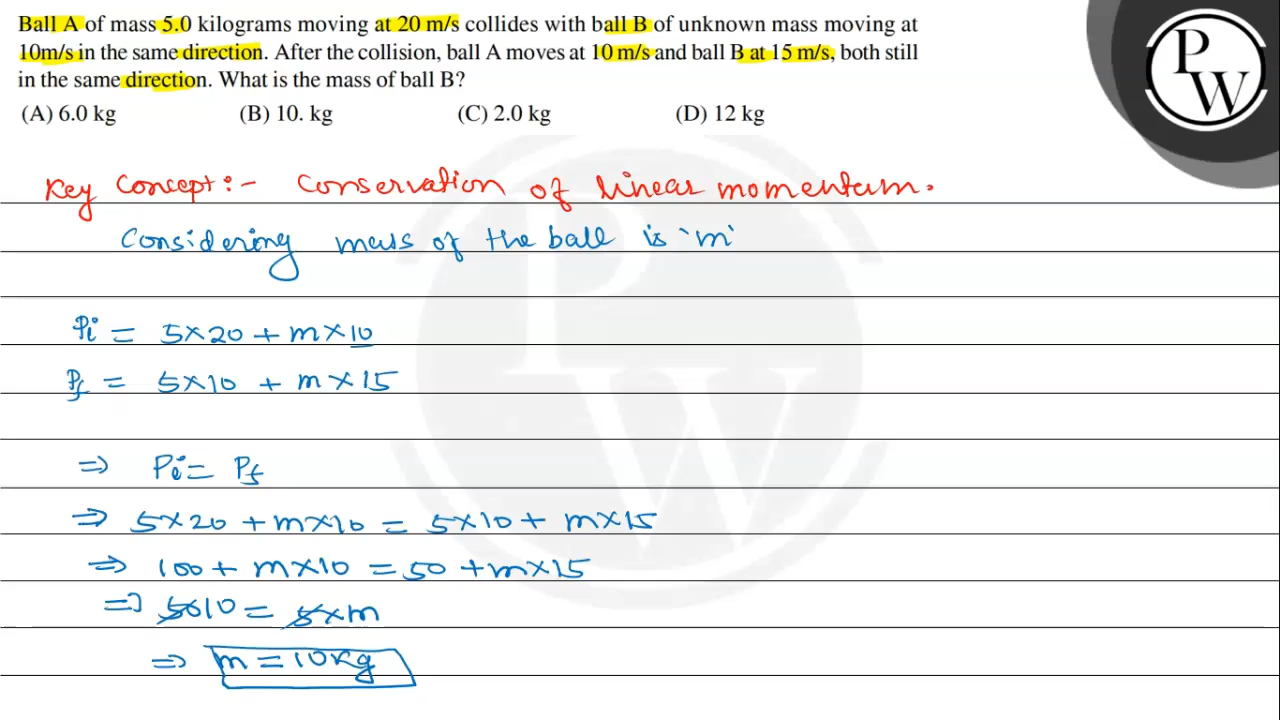 Ball A of mass 5.0 kilograms moving at 20 m/s collides with ball B of unknown mass moving at
10m/s in the same direction. After the collision, ball A moves at 10 m/s and ball B at 15 m/s, both still
in the same direction. What is the mass of ball B?
(A) 6.0 kg (B) 10. kg (C) 2.0 kg (D) 12 kg
P
W
Key Concept:- Conservation of linear momentum.
Considering mass of the ball is 'm'
Pi = 5×20 + m×10
Pf = 5×10 + m×15
⇒ Pi = Pf
⇒ 5×20 + m×10 = 5×10 + m×15
⇒ 100 + m×10 = 50 + m×15
⇒ 50 10 = 5×m
⇒ m = 10kg